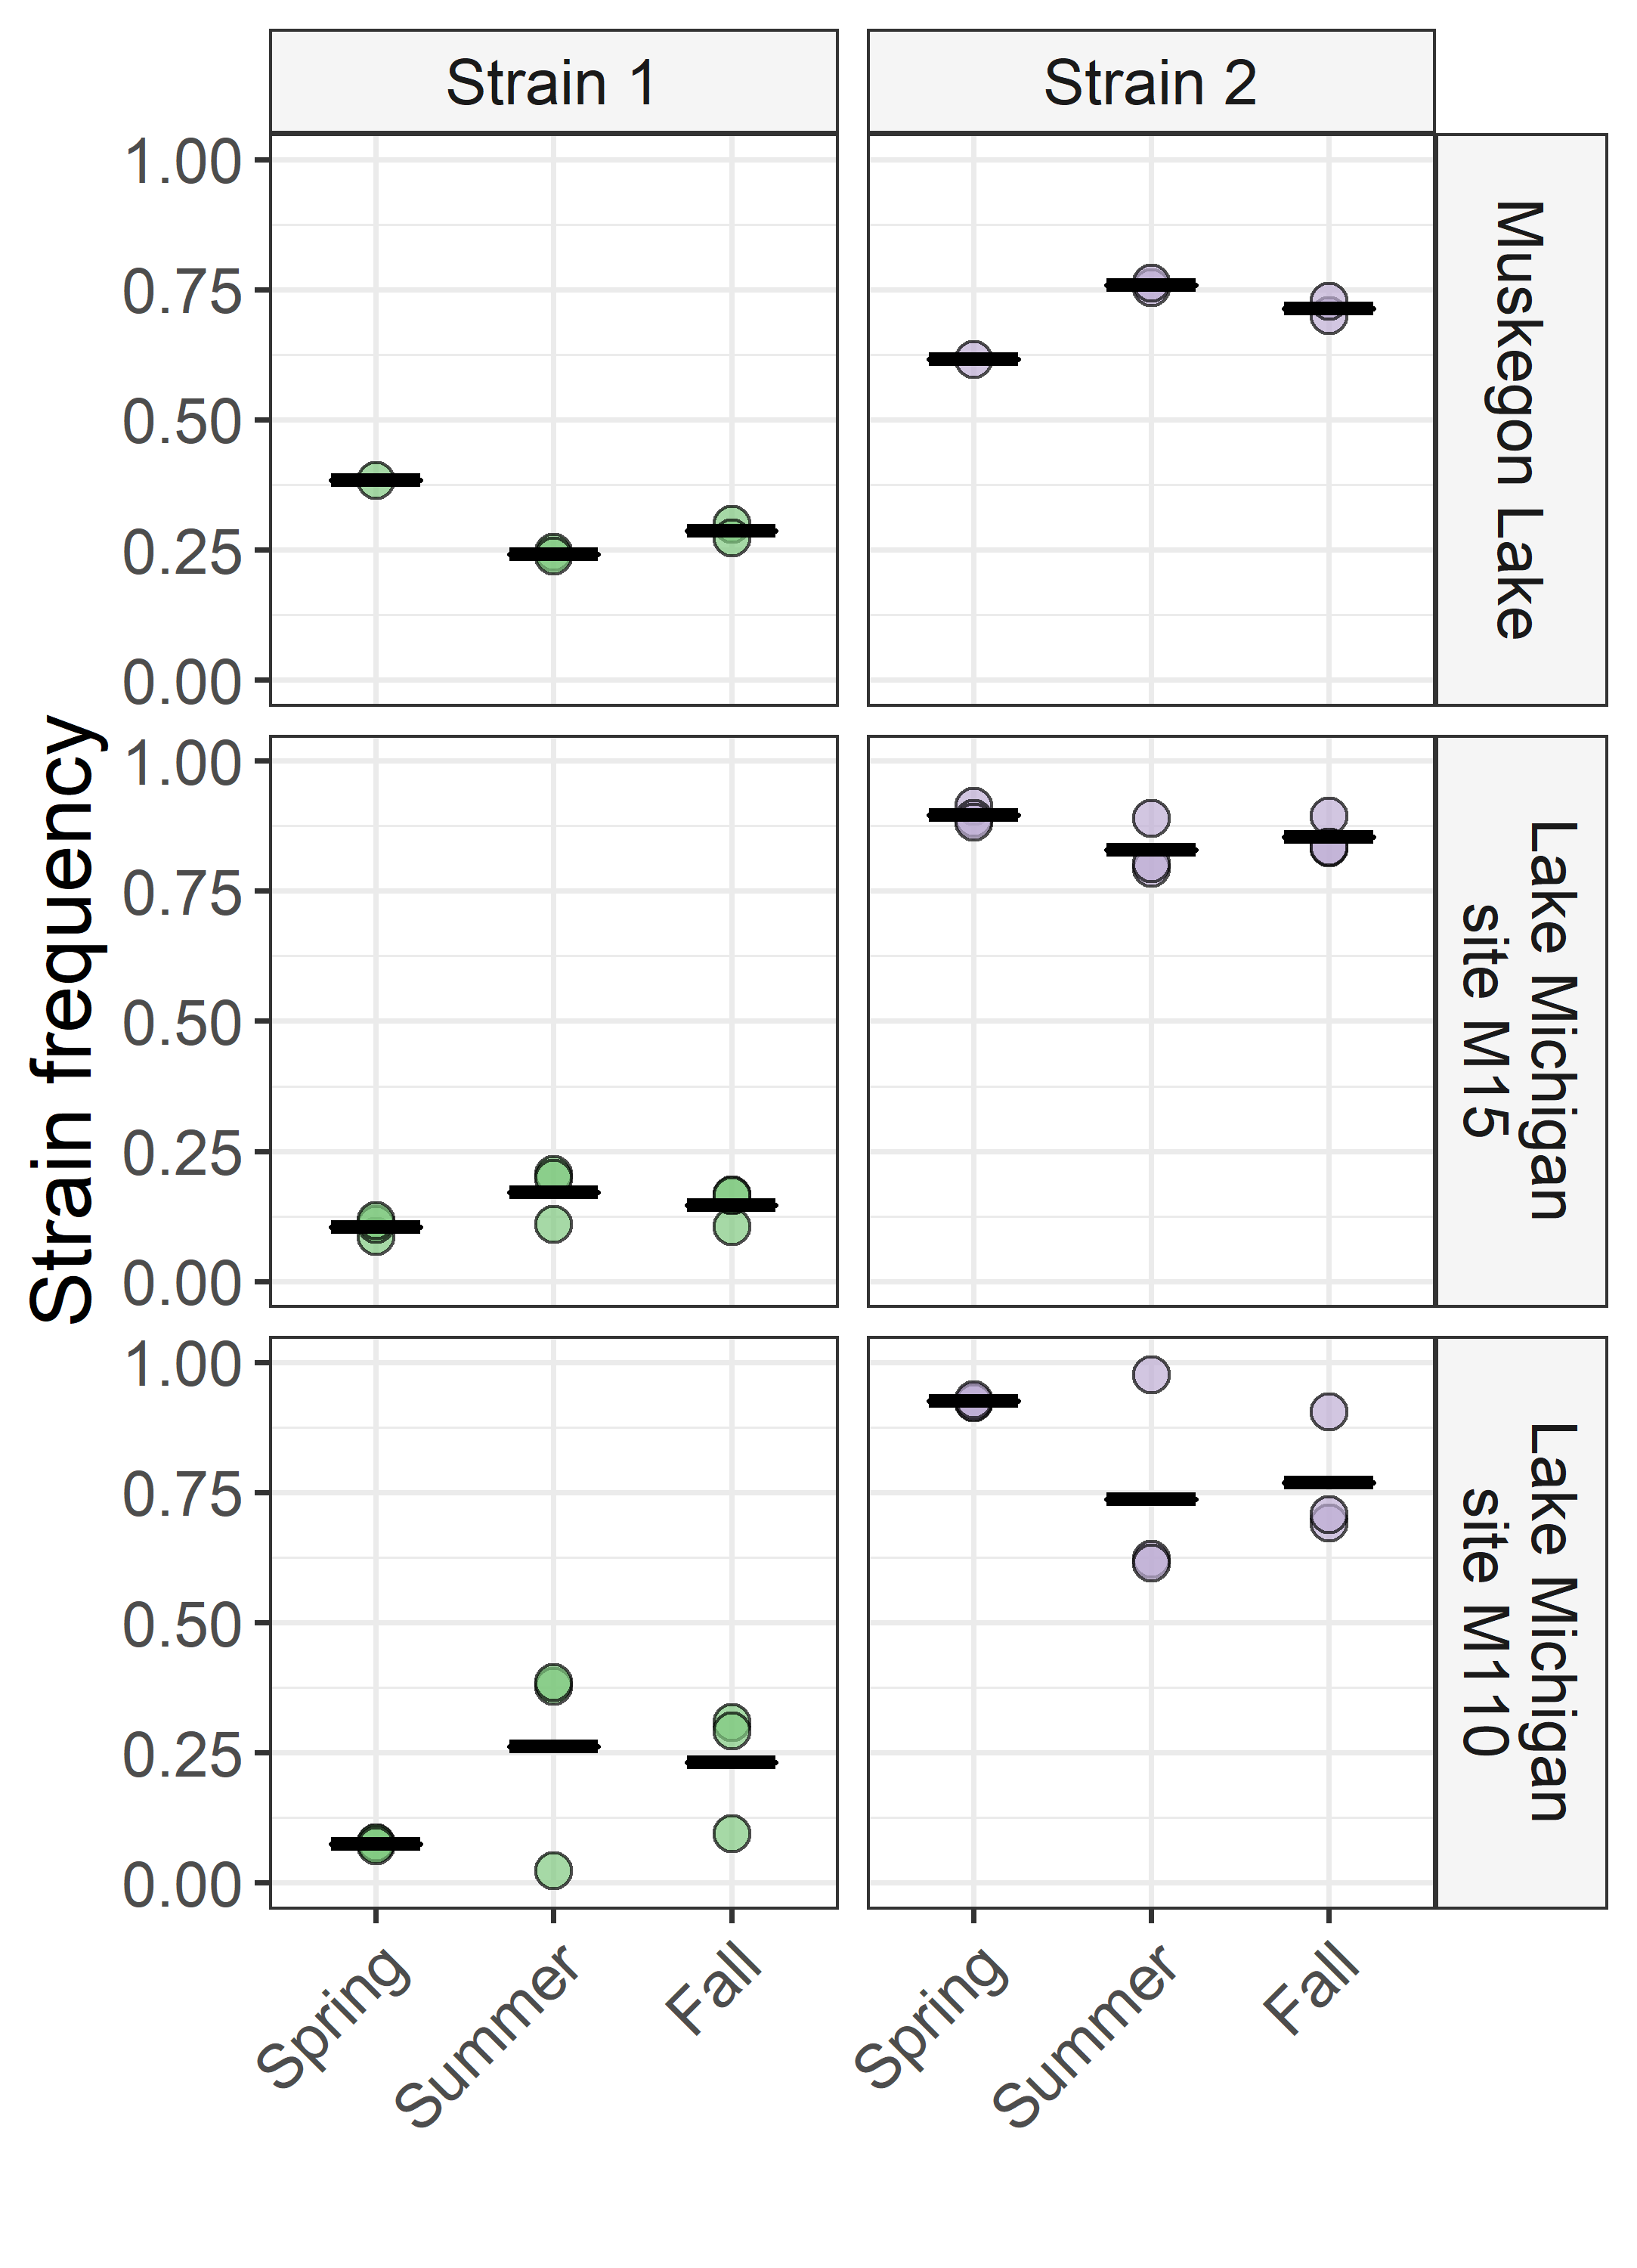 Strain 1
Strain 2
Strain frequency
1.00
0.75
0.50
0.25
0.00
Muskegon Lake
1.00
0.75
0.50
0.25
0.00
Lake Michigan
site M15
1.00
0.75
0.50
0.25
0.00
Lake Michigan
site M110
Spring
Summer
Fall
Spring
Summer
Fall